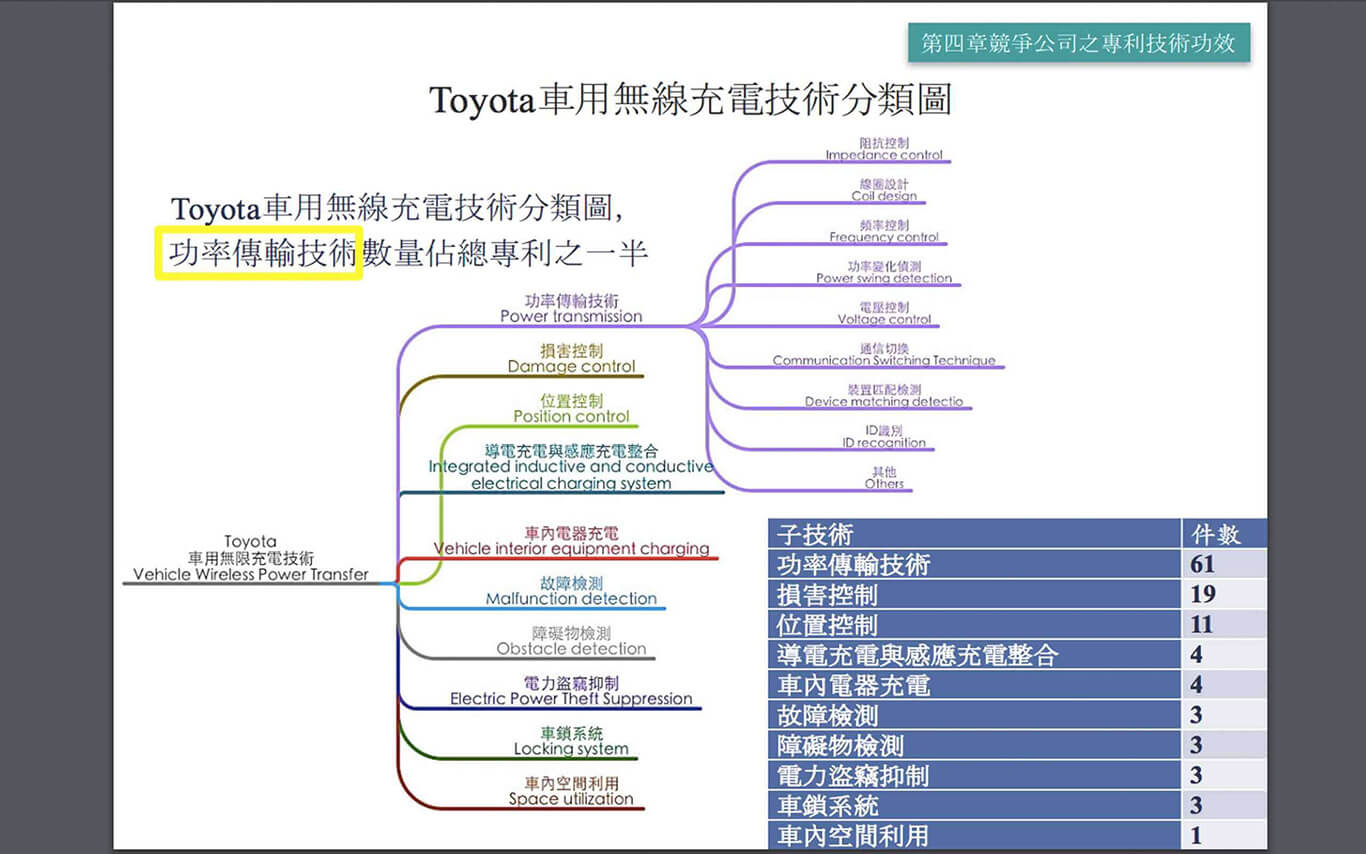 第四章競爭公司之專利技術功效
Toyota車用無線充電技術分類圖
Toyota車用無線充電技術分類圖,
功率傳輸技術數量佔總專利之一半
阻抗控制
Impedance control
線圈設計
Coil design
頻率控制
Frequency control
功率變化偵測
Power swing detection
電壓控制
Voltage control
通信切換
Communication Switching Technique
裝置匹配檢測
Device matching detectio
ID識別
ID recognition
其他
Others
功率傳輸技術
Power transmission
損害控制
Damage control
位置控制
Position control
導電充電與感應充電整合
Integrated inductive and conductive
electrical charging system
車內電器充電
Vehicle interior equipment charging
故障檢測
Malfunction detection
障礙物檢測
Obstacle detection
電力盜竊抑制
Electric Power Theft Suppression
車鎖系統
Locking system
車內空間利用
Space utilization
Toyota
車用無限充電技術
Vehicle Wireless Power Transfer
子技術 件數
功率傳輸技術 61
損害控制 19
位置控制 11
導電充電與感應充電整合 4
車內電器充電 4
故障檢測 3
障礙物檢測 3
電力盜竊抑制 3
車鎖系統 3
車內空間利用 1